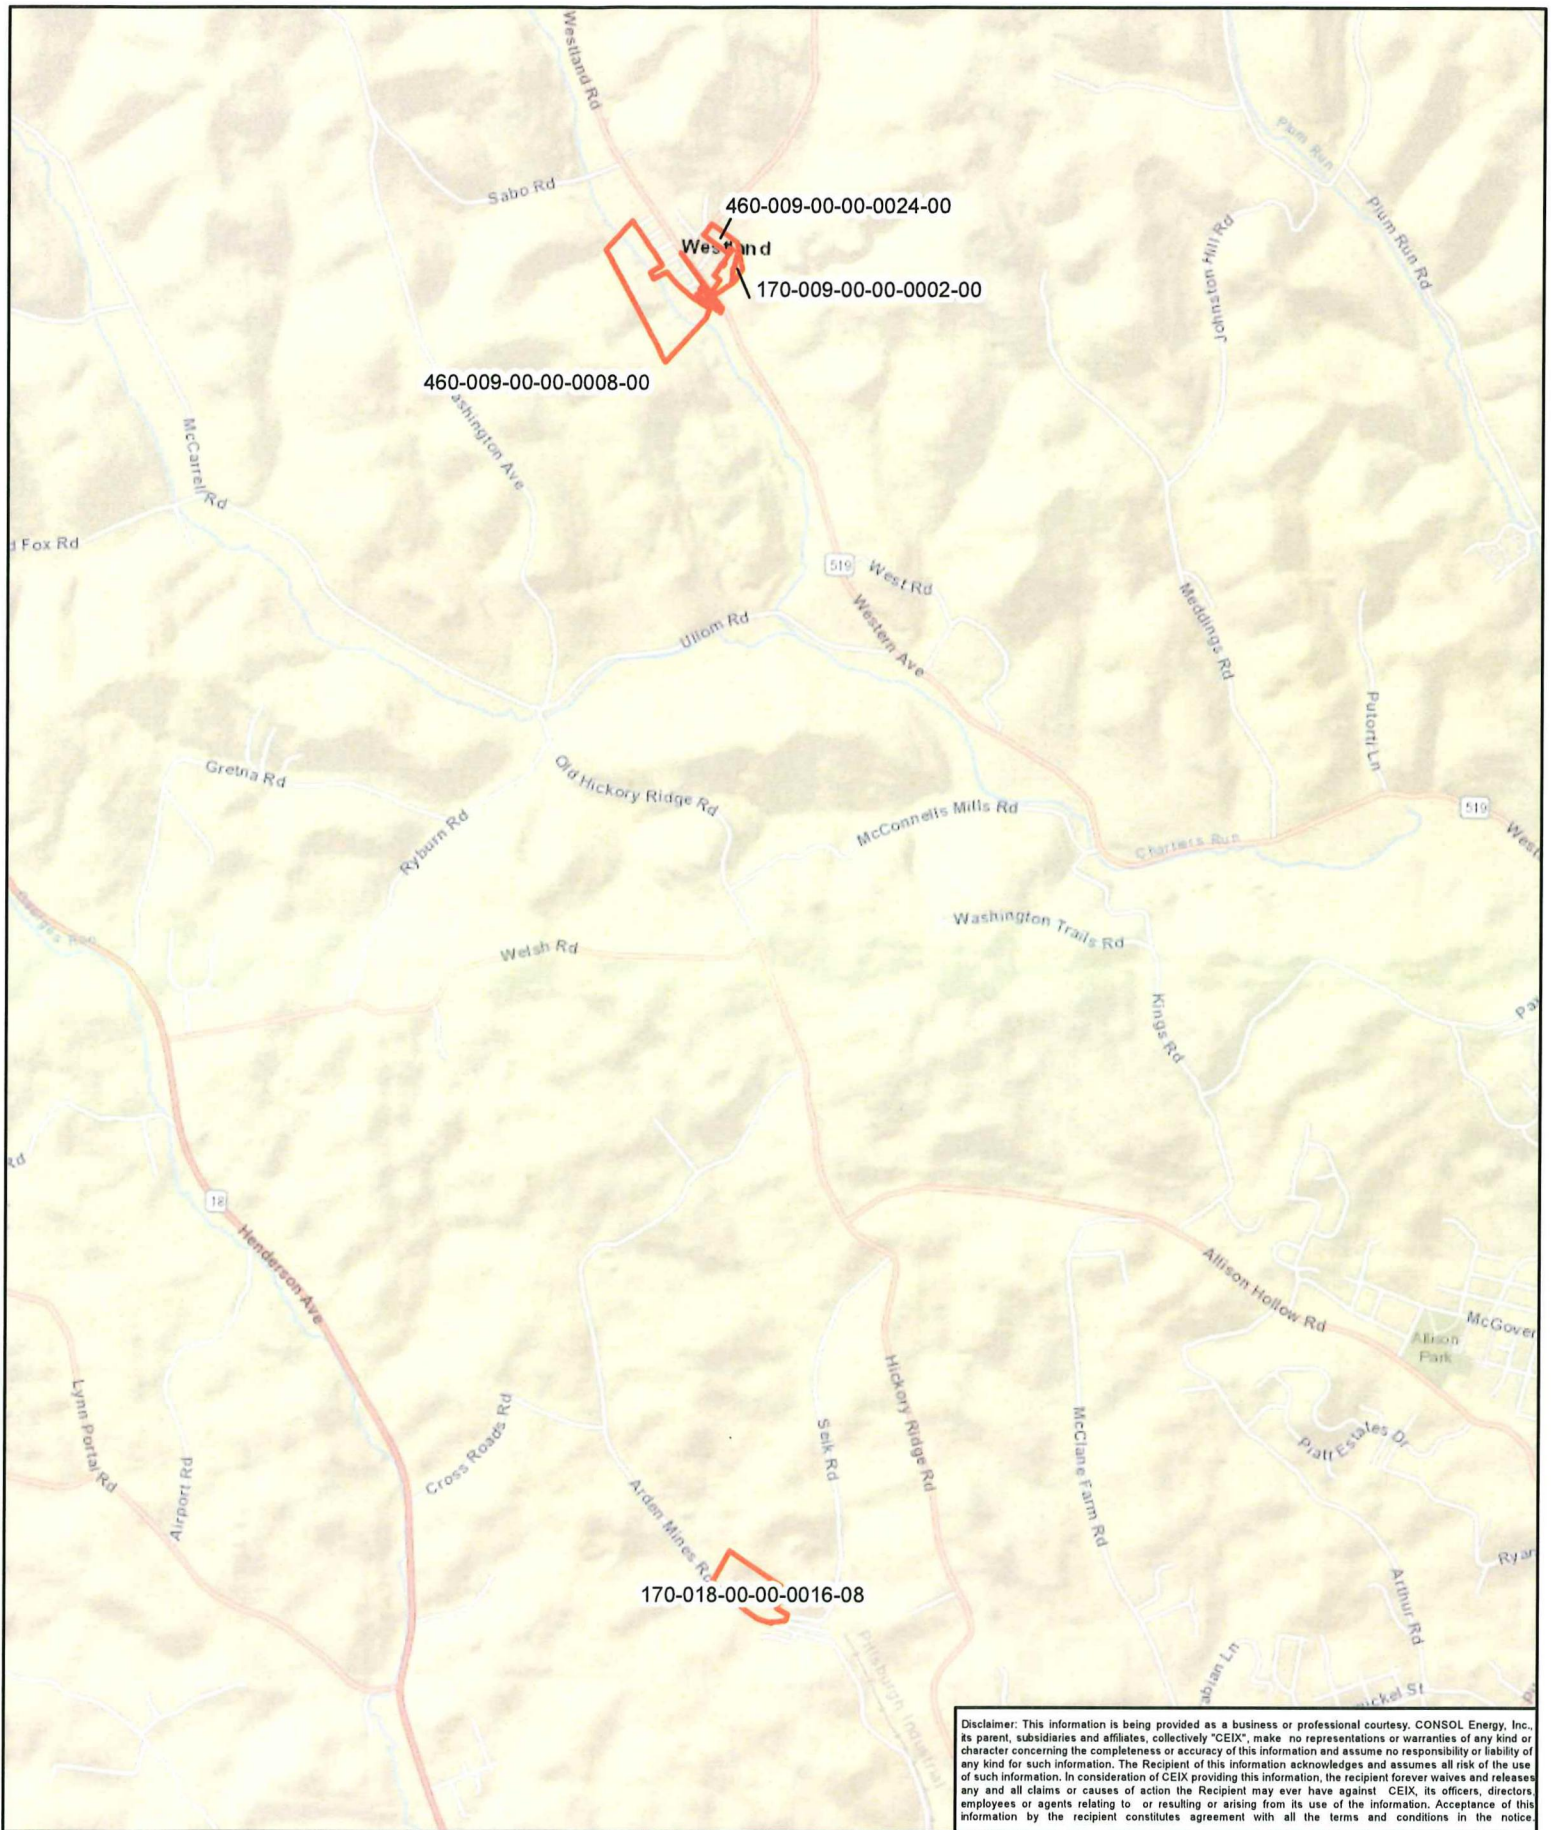 Westland Rd
Plum Run
Sabo Rd
460-009-00-00-0024-00
Plum Run Rd
Johnston Hill Rd
Westland
170-009-00-00-0002-00
460-009-00-00-0008-00
ashington Ave
McCarrell Rd
d Fox Rd
519
West Rd
Western Ave
Meddings Rd
Ullom Rd
Putorti Ln
Gretna Rd
Old Hickory Ridge Rd
McConnells Mills Rd
519
West
Ryburn Rd
Chartiers Run
Washington Trails Rd
Welsh Rd
Kings Rd
Rd
18
Henderson Ave
Allison Hollow Rd
McGover
Allison
Park
Lynn Portal Rd
Hickory Ridge Rd
Cross Roads Rd
Seik Rd
McClane Farm Rd
Piatt Estates Dr
Airport Rd
Arden Mines Rd
Ryan
170-018-00-00-0016-08
Arthur Rd
Pittsburgh Industrial
abian Ln
ickel St
Disclaimer: This information is being provided as a business or professional courtesy. CONSOL Energy, Inc.,
its parent, subsidiaries and affiliates, collectively "CEIX", make no representations or warranties of any kind or
character concerning the completeness or accuracy of this information and assume no responsibility or liability of
any kind for such information. The Recipient of this information acknowledges and assumes all risk of the use
of such information. In consideration of CEIX providing this information, the recipient forever waives and releases
any and all claims or causes of action the Recipient may ever have against CEIX, its officers, directors,
employees or agents relating to or resulting or arising from its use of the information. Acceptance of this
information by the recipient constitutes agreement with all the terms and conditions in the notice.